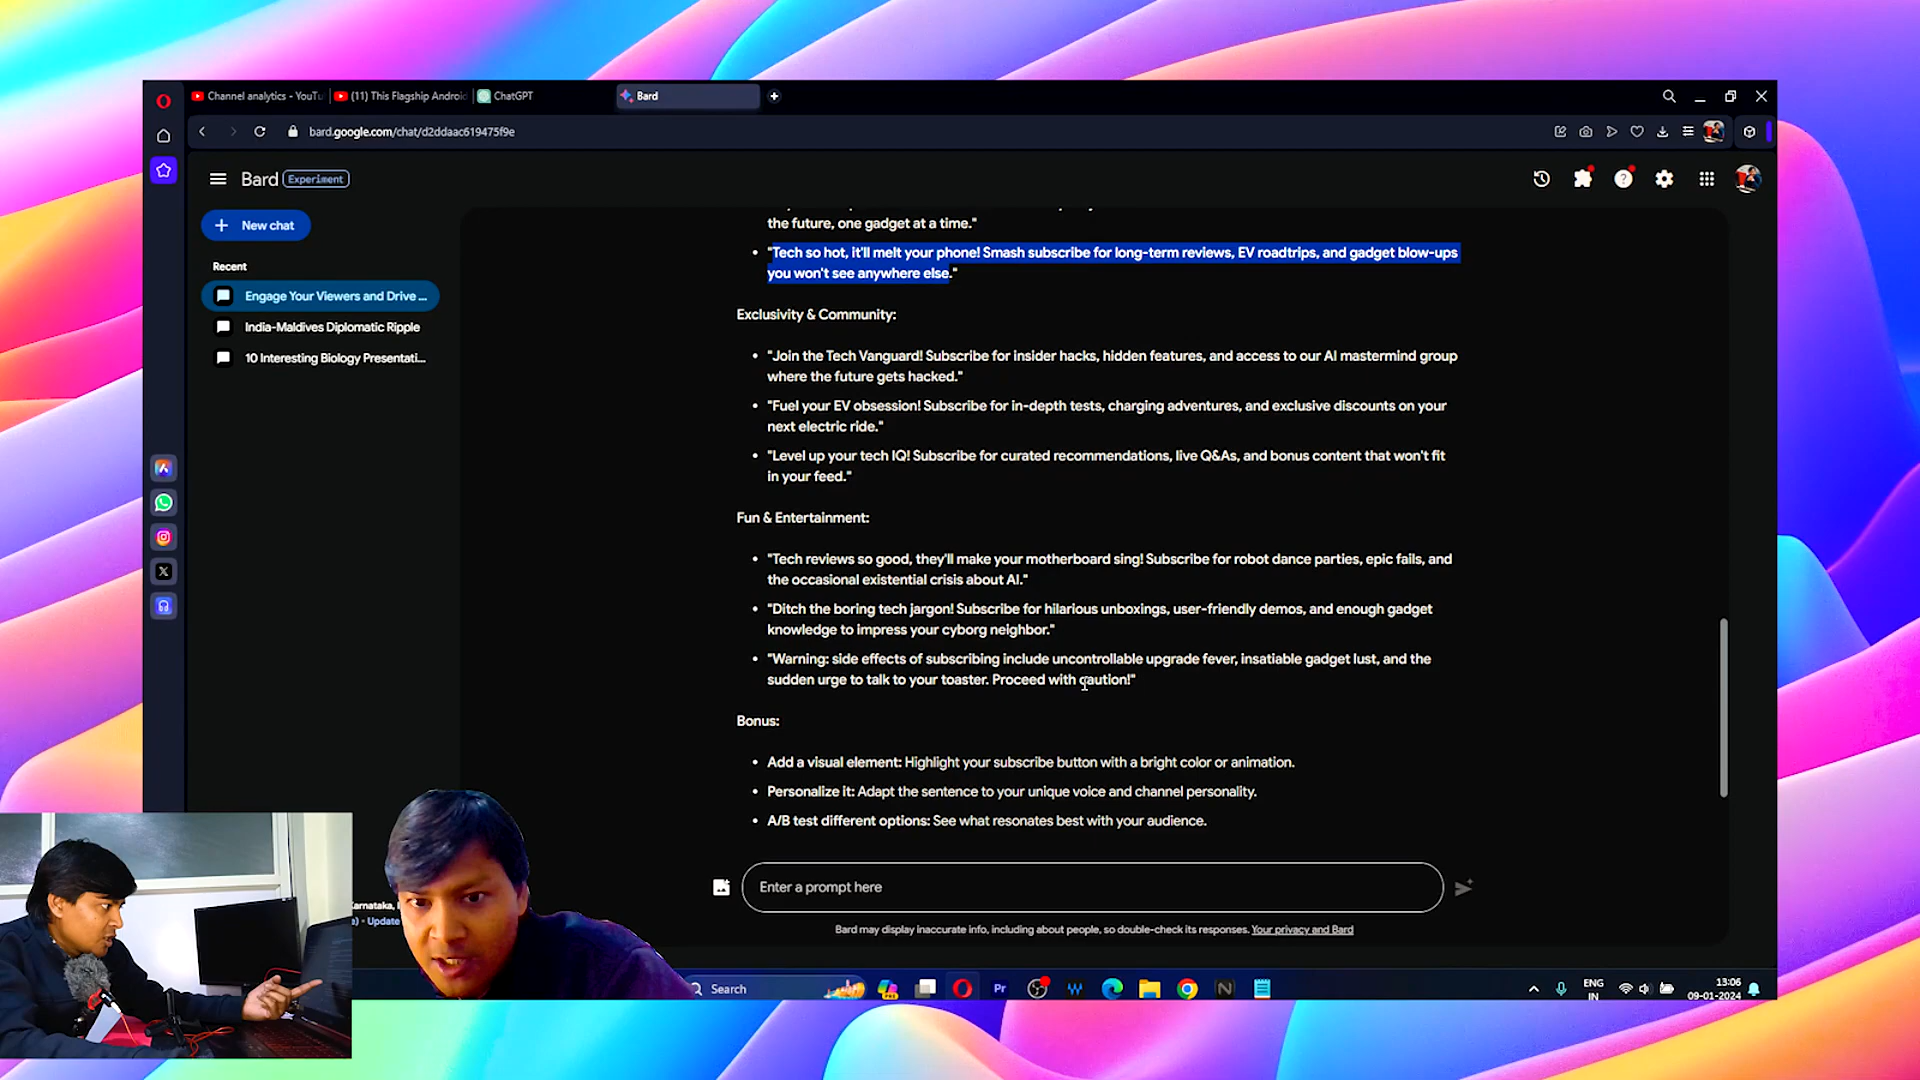 Channel analytics - YouTu
(11) This Flagship Androi
ChatGPT
Bard
bard.google.com/chat/d2ddaac619475f9e
Bard Experiment
New chat
Recent
Engage Your Viewers and Drive ...
India-Maldives Diplomatic Ripple
10 Interesting Biology Presentati...
the future, one gadget at a time."
• "Tech so hot, it'll melt your phone! Smash subscribe for long-term reviews, EV roadtrips, and gadget blow-ups
you won't see anywhere else."
Exclusivity & Community:
• "Join the Tech Vanguard! Subscribe for insider hacks, hidden features, and access to our AI mastermind group
where the future gets hacked."
• "Fuel your EV obsession! Subscribe for in-depth tests, charging adventures, and exclusive discounts on your
next electric ride."
• "Level up your tech IQ! Subscribe for curated recommendations, live Q&As, and bonus content that won't fit
in your feed."
Fun & Entertainment:
• "Tech reviews so good, they'll make your motherboard sing! Subscribe for robot dance parties, epic fails, and
the occasional existential crisis about AI."
• "Ditch the boring tech jargon! Subscribe for hilarious unboxings, user-friendly demos, and enough gadget
knowledge to impress your cyborg neighbor."
• "Warning: side effects of subscribing include uncontrollable upgrade fever, insatiable gadget lust, and the
sudden urge to talk to your toaster. Proceed with caution!"
Bonus:
• Add a visual element: Highlight your subscribe button with a bright color or animation.
• Personalize it: Adapt the sentence to your unique voice and channel personality.
• A/B test different options: See what resonates best with your audience.
Enter a prompt here
Bard may display inaccurate info, including about people, so double-check its responses. Your privacy and Bard
• Update
Search
PRE
Pr
W
N
ENG
IN
13:06
09-01-2024